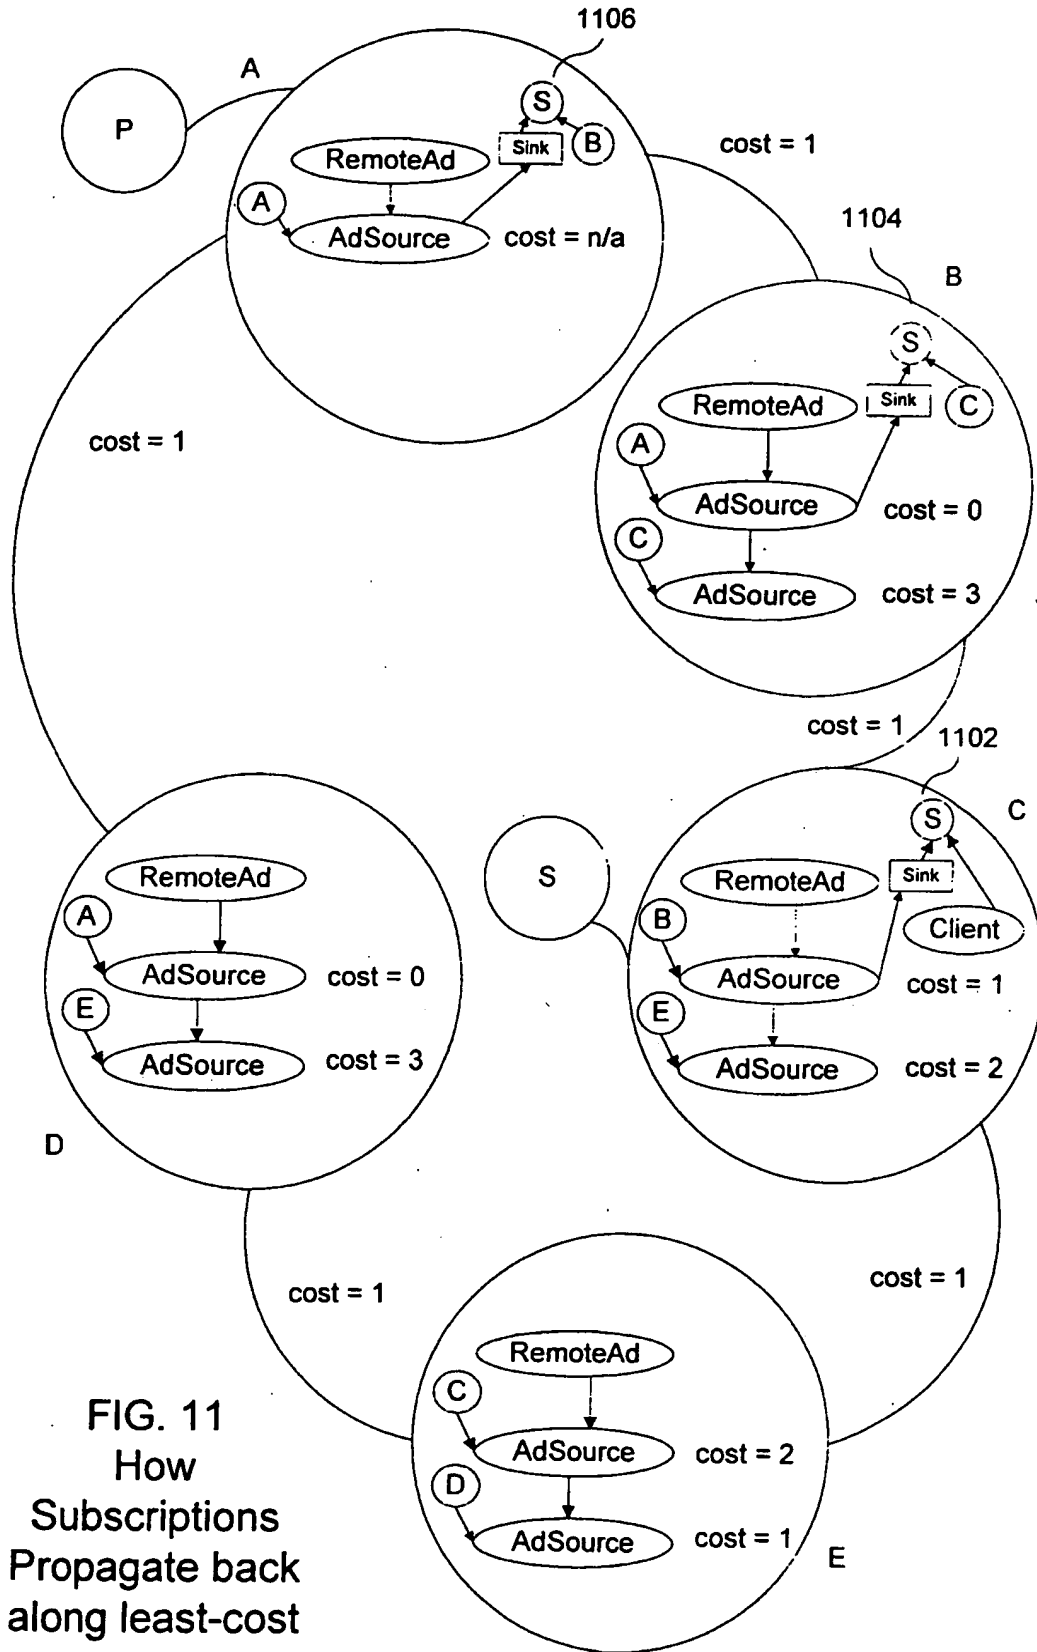 1106
A
P
S
Sink
B
RemoteAd
A
AdSource
cost = n/a
cost = 1
1104
B
S
Sink
C
RemoteAd
A
AdSource
cost = 0
C
AdSource
cost = 3
cost = 1
cost = 1
1102
C
S
Sink
S
RemoteAd
Client
B
AdSource
cost = 1
E
AdSource
cost = 2
RemoteAd
A
AdSource
cost = 0
E
AdSource
cost = 3
D
cost = 1
cost = 1
RemoteAd
C
AdSource
cost = 2
D
AdSource
cost = 1
E
FIG. 11
How
Subscriptions
Propagate back
along least-cost